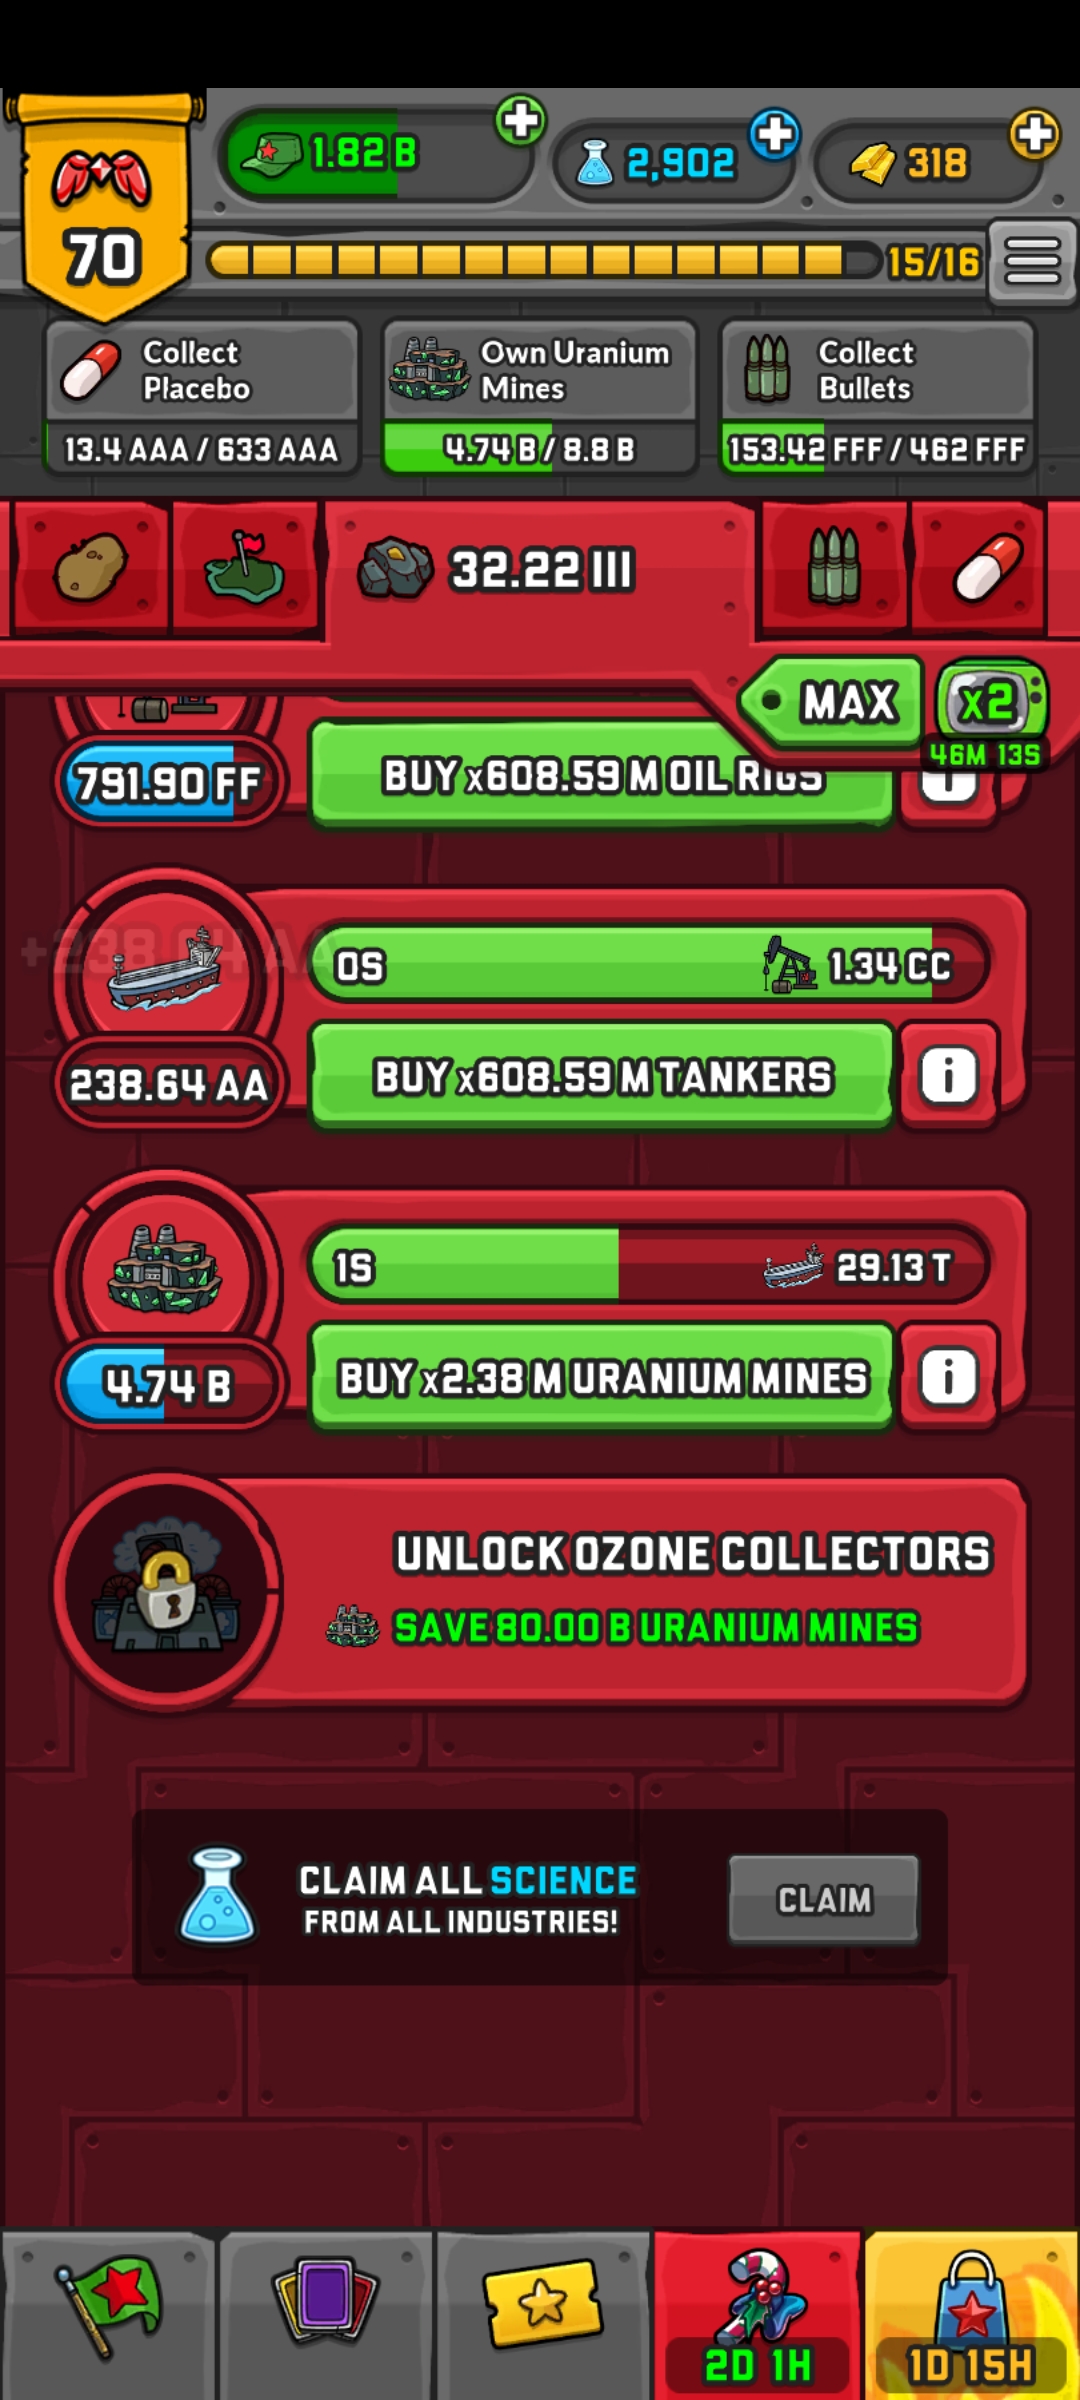 1.82 B
2,902
318
70
15/16
Collect
Placebo
13.4 AAA / 633 AAA
Own Uranium
Mines
4.74 B / 8.8 B
Collect
Bullets
153.42 FFF / 462 FFF
32.22 III
MAX
x2
46M 13S
791.90 FF
BUY x608.59 M OIL RIGS
+238.64 AA
0S
1.34 CC
238.64 AA
BUY x608.59 M TANKERS
i
1S
29.13 T
4.74 B
BUY x2.38 M URANIUM MINES
i
UNLOCK OZONE COLLECTORS
SAVE 80.00 B URANIUM MINES
CLAIM ALL SCIENCE
FROM ALL INDUSTRIES!
CLAIM
2D 1H
1D 15H